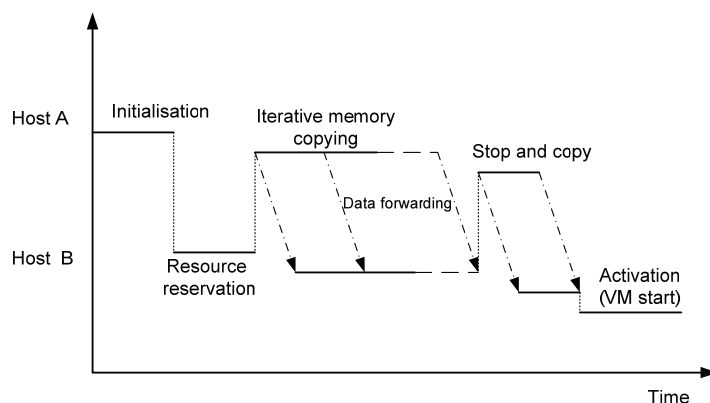 Host A
Initialisation
Iterative memory
copying
Stop and copy
Data forwarding
Host B
Resource
reservation
Activation
(VM start)
Time